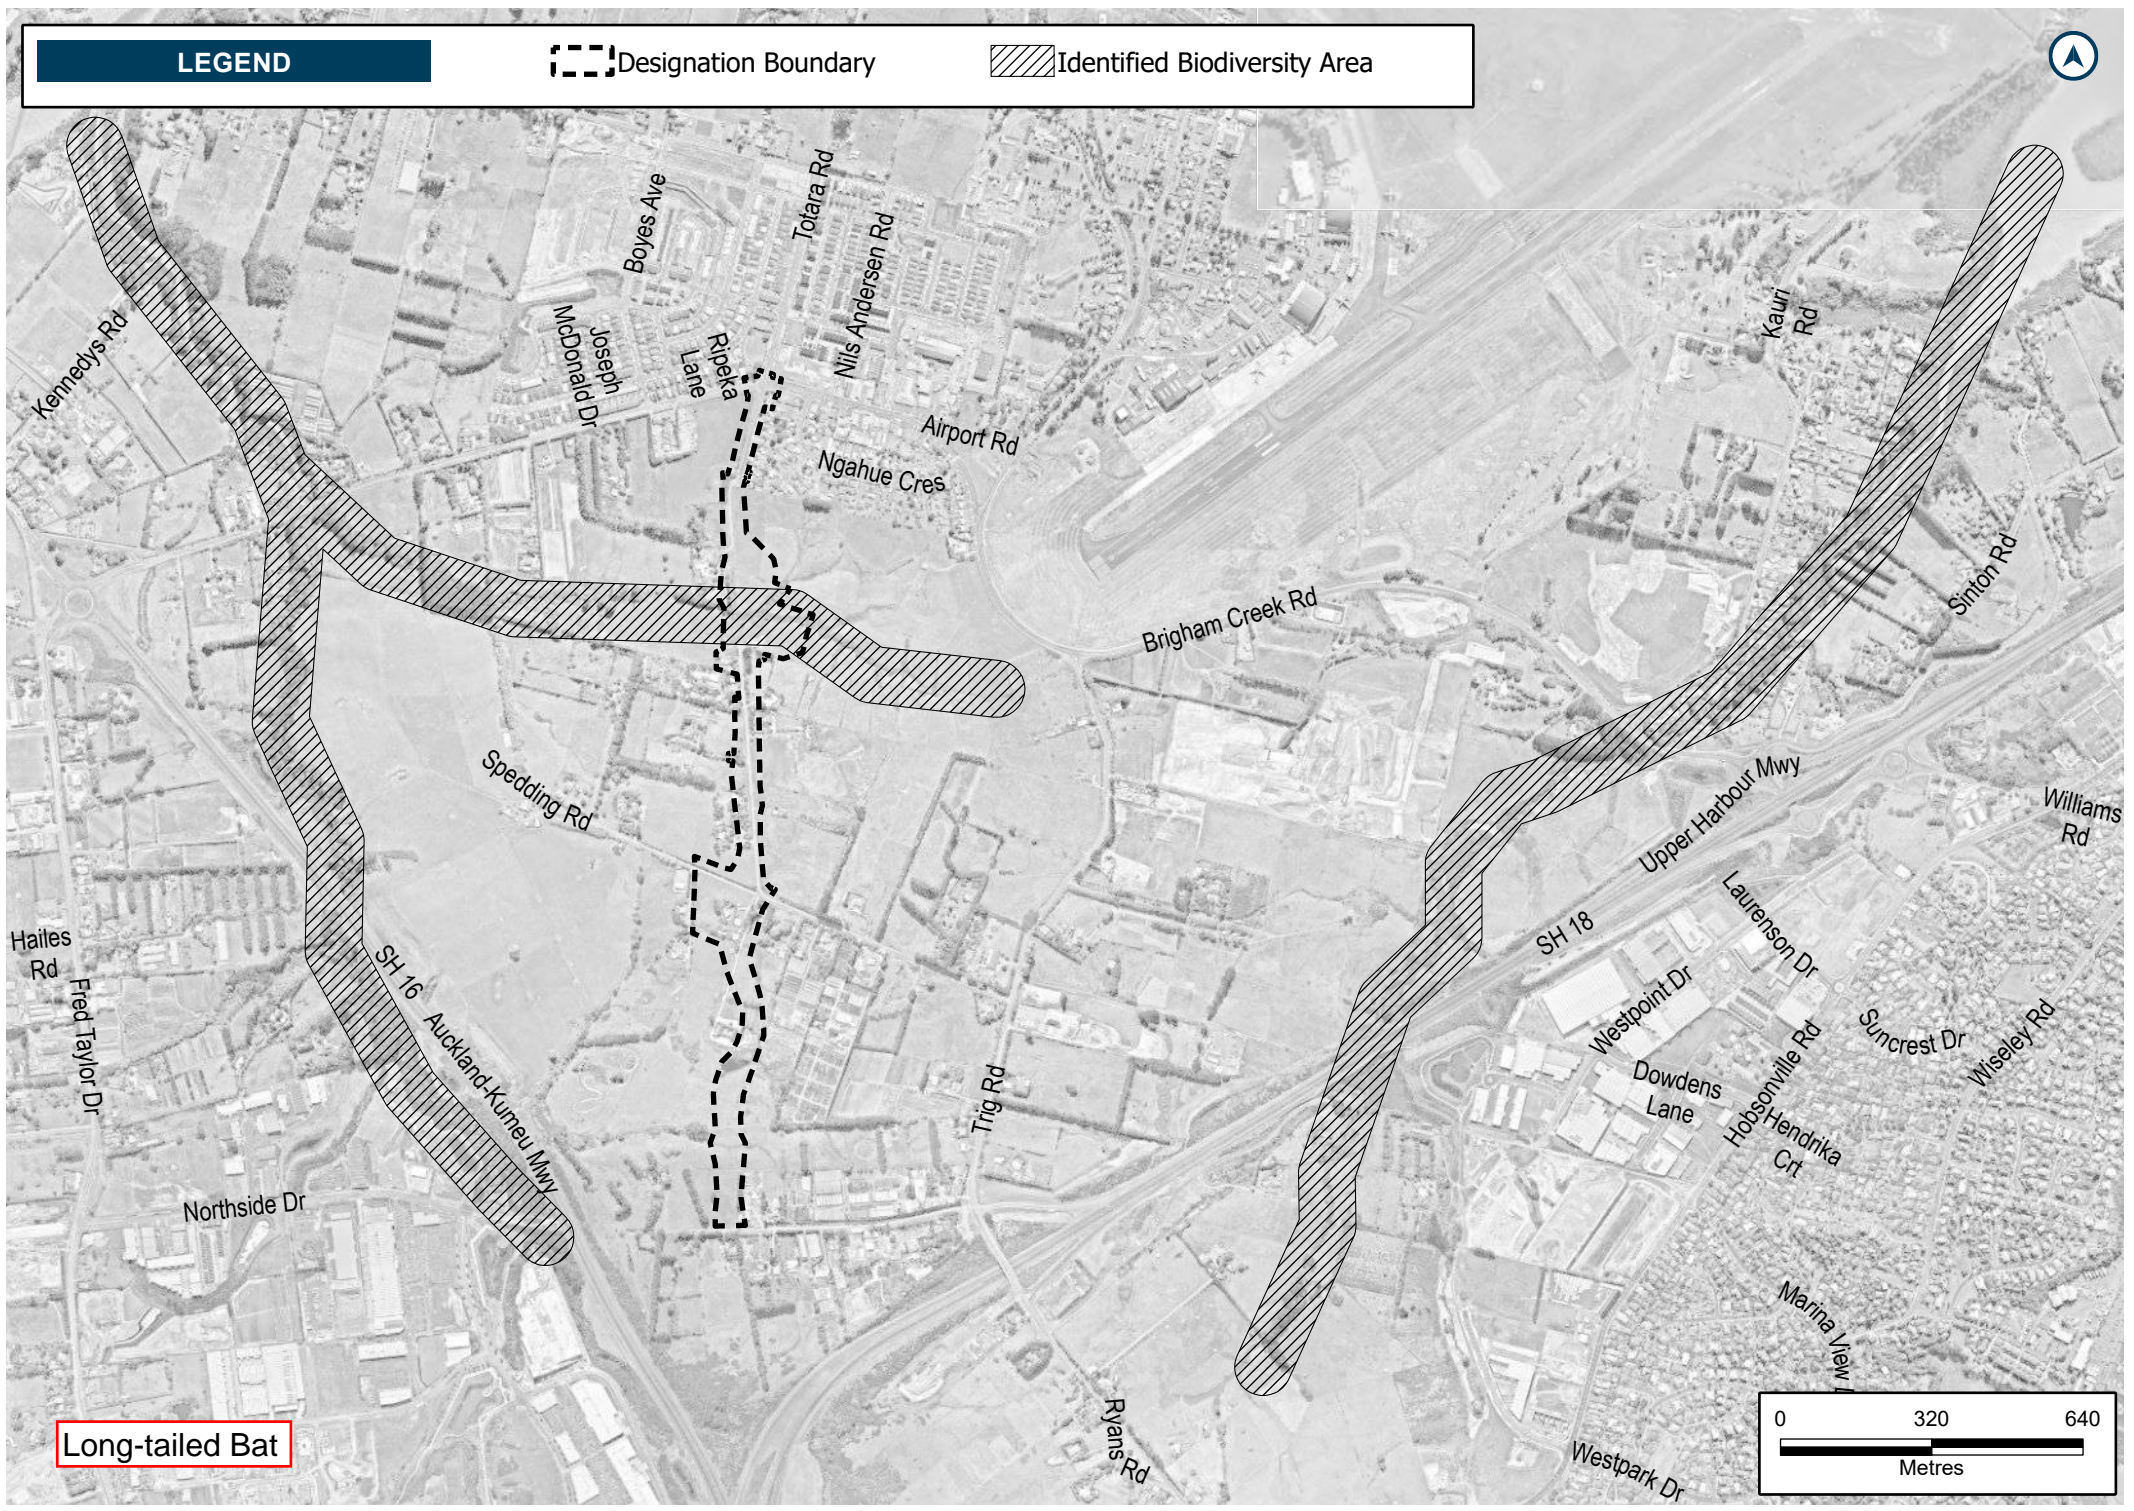 LEGEND
Designation Boundary
Identified Biodiversity Area
Boyes Ave
Totara Rd
Nils Andersen Rd
Kauri
Rd
Kennedys Rd
Joseph
McDonald Dr
Ripeka
Lane
Airport Rd
Ngahue Cres
Brigham Creek Rd
Sinton Rd
Spedding Rd
Upper Harbour Mwy
Williams
Rd
Hailes
Rd
SH 16
Auckland-Kumeu Mwy
SH 18
Laurenson Dr
Fred Taylor Dr
Westpoint Dr
Suncrest Dr
Wiseley Rd
Trig Rd
Dowdens
Lane
Hobsonville Rd
Hendrika
Crt
Northside Dr
Marina View
Ryans Rd
Westpark Dr
Long-tailed Bat
0 320 640
Metres